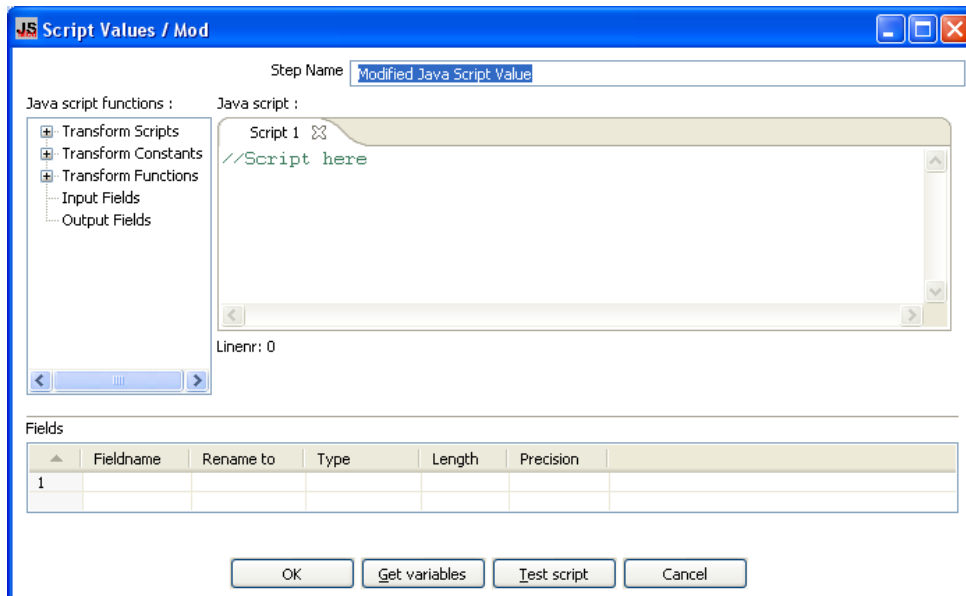 JS Script Values / Mod
Step Name Modified Java Script Value
Java script functions : Java script :
Transform Scripts
Transform Constants
Transform Functions
Input Fields
Output Fields
Script 1
//Script here
Linenr: 0
Fields
Fieldname Rename to Type Length Precision
1
OK Get variables Test script Cancel